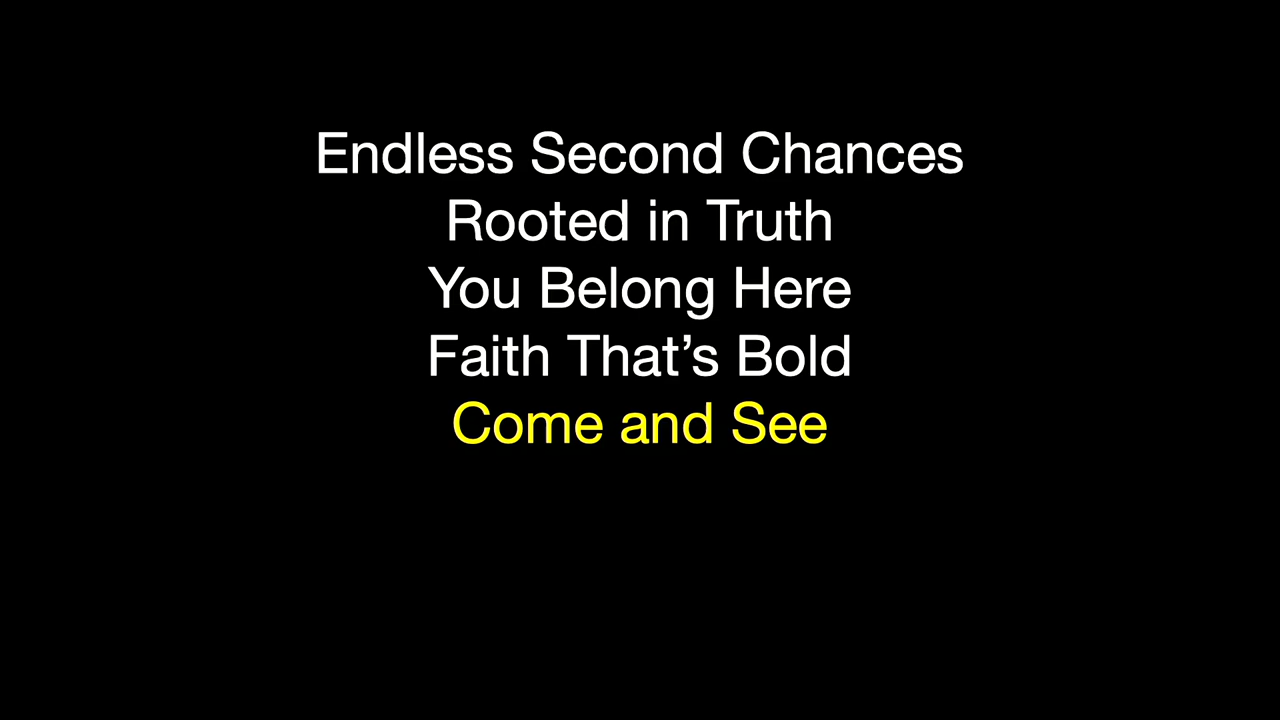 Endless Second Chances
Rooted in Truth
You Belong Here
Faith That’s Bold
Come and See